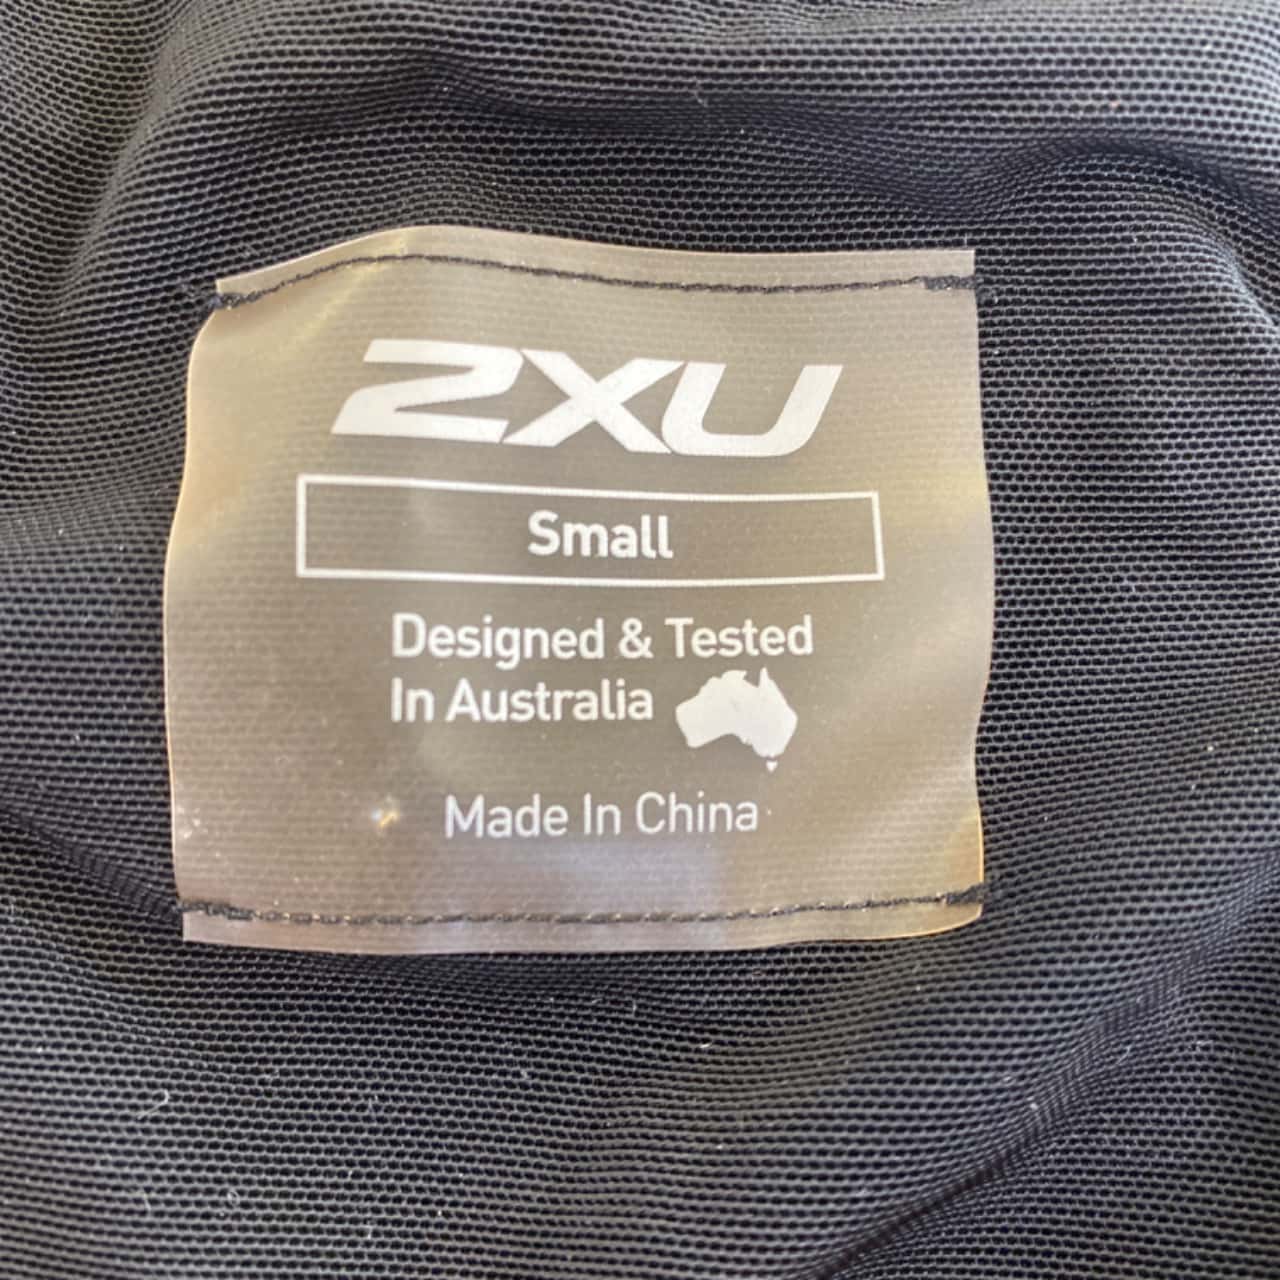 2XU
Small
Designed & Tested
In Australia
Made In China